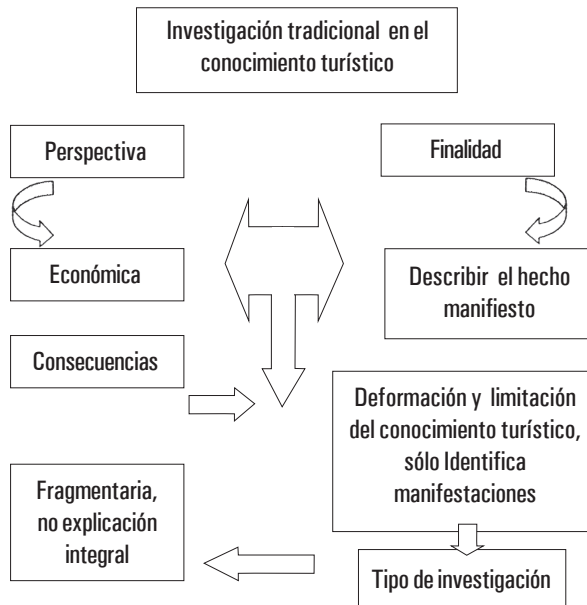 Investigación tradicional en el
conocimiento turístico
Perspectiva
Finalidad
Económica
Describir el hecho
manifiesto
Consecuencias
Deformación y limitación
del conocimiento turístico,
sólo Identifica
manifestaciones
Fragmentaria,
no explicación
integral
Tipo de investigación